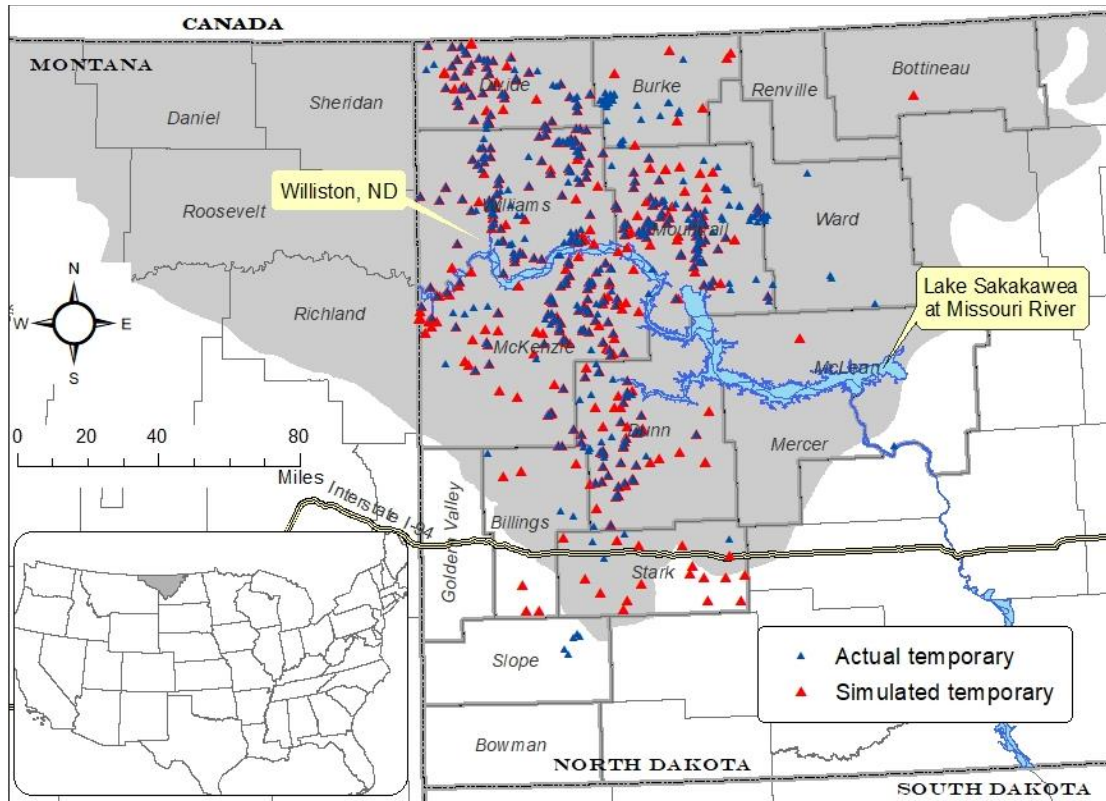 CANADA
MONTANA
Daniel
Sheridan
Divide
Burke
Renville
Bottineau
Williston, ND
Roosevelt
Williams
Mountrail
Ward
Lake Sakakawea
at Missouri River
N
W
E
S
Richland
McKenzie
McLean
0 20 40 80
Miles
Dunn
Mercer
Interstate I-94
Golden Valley
Billings
Stark
Slope
Actual temporary
Simulated temporary
Bowman
NORTH DAKOTA
SOUTH DAKOTA